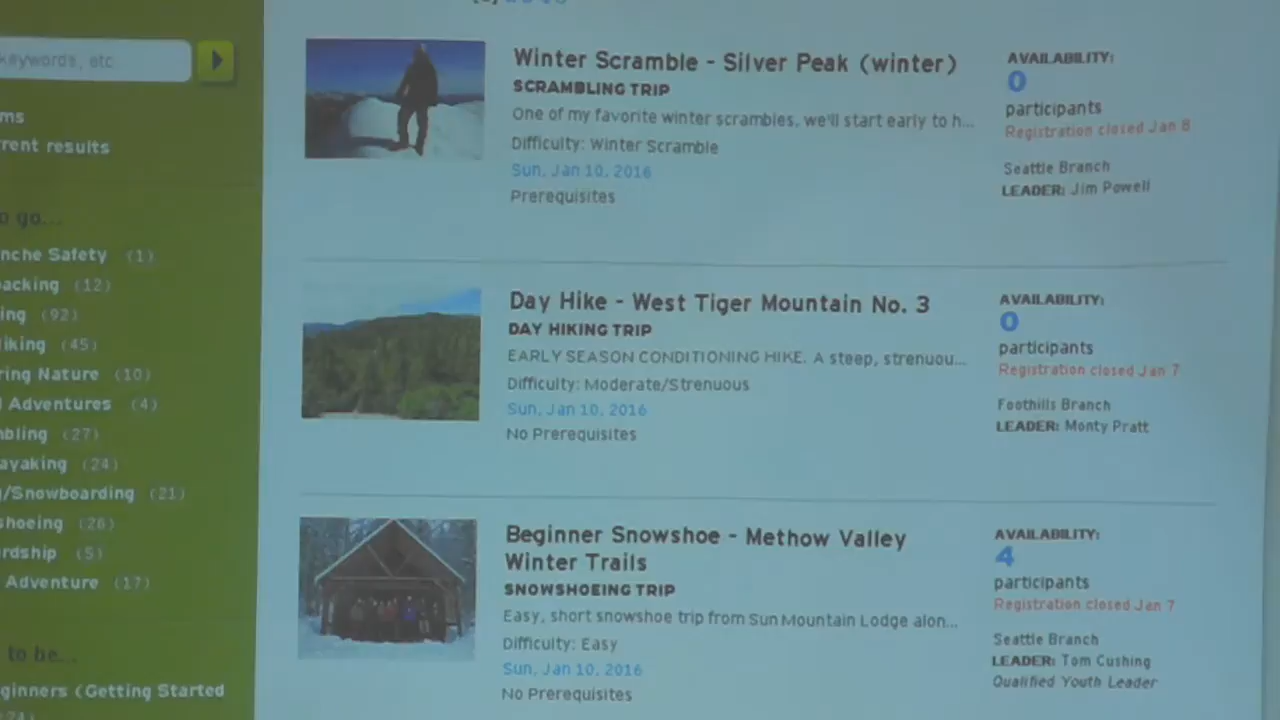 keywords, etc
ms
rrent results
o go...
nche Safety (1)
packing (12)
ing (92)
iking (45)
ring Nature (10)
l Adventures (4)
mbling (27)
ayaking (24)
g/Snowboarding (21)
shoeing (26)
rdship (5)
Adventure (17)
to be...
ginners (Getting Started
Winter Scramble - Silver Peak (winter)
SCRAMBLING TRIP
One of my favorite winter scrambles, we'll start early to h...
Difficulty: Winter Scramble
Sun, Jan 10, 2016
Prerequisites
AVAILABILITY:
0
participants
Registration closed Jan 8
Seattle Branch
LEADER: Jim Powell
Day Hike - West Tiger Mountain No. 3
DAY HIKING TRIP
EARLY SEASON CONDITIONING HIKE. A steep, strenuou...
Difficulty: Moderate/Strenuous
Sun, Jan 10, 2016
No Prerequisites
AVAILABILITY:
0
participants
Registration closed Jan 7
Foothills Branch
LEADER: Monty Pratt
Beginner Snowshoe - Methow Valley
Winter Trails
SNOWSHOEING TRIP
Easy, short snowshoe trip from Sun Mountain Lodge alon...
Difficulty: Easy
Sun, Jan 10, 2016
No Prerequisites
AVAILABILITY:
4
participants
Registration closed Jan 7
Seattle Branch
LEADER: Tom Cushing
Qualified Youth Leader